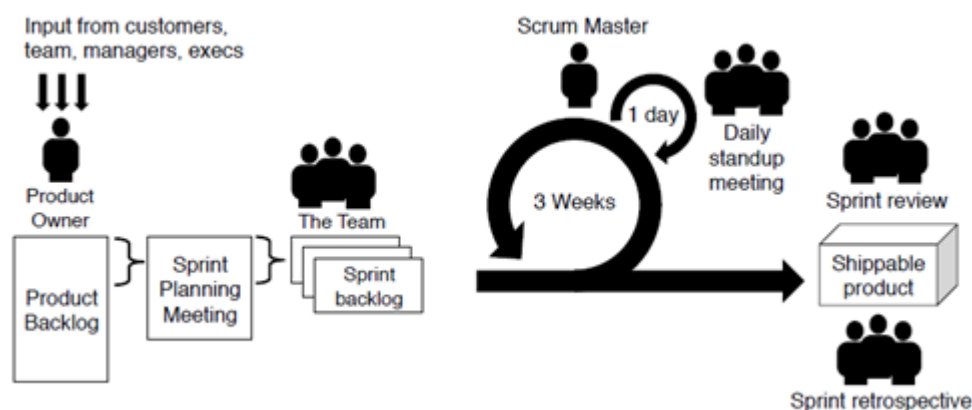 Input from customers,
team, managers, execs
Product
Owner
Product
Backlog
Sprint
Planning
Meeting
The Team
Sprint
backlog
Scrum Master
1 day
3 Weeks
Daily
standup
meeting
Sprint review
Shippable
product
Sprint retrospective